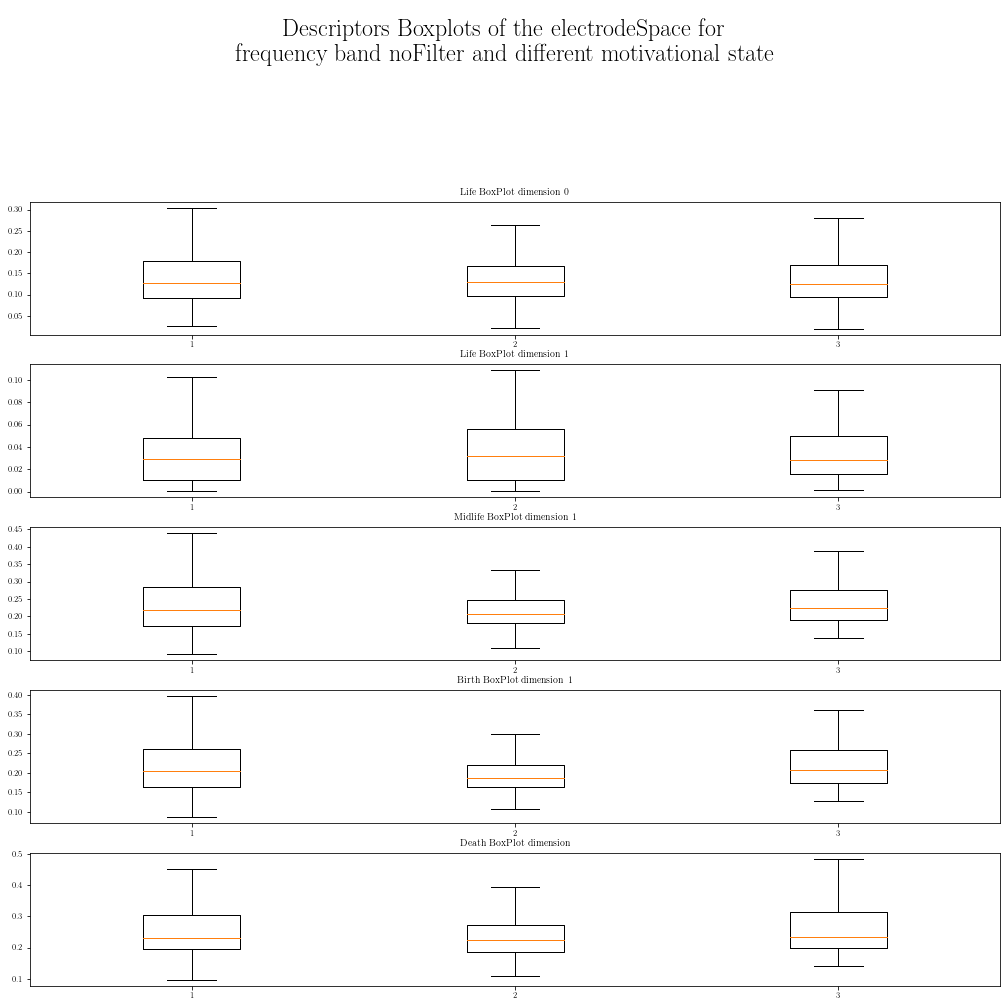 Descriptors Boxplots of the electrodeSpace for
frequency band noFilter and different motivational state
Life BoxPlot dimension 0
0.30
0.25
0.20
0.15
0.10
0.05
1 2 3
Life BoxPlot dimension 1
0.10
0.08
0.06
0.04
0.02
0.00
1 2 3
Midlife BoxPlot dimension 1
0.45
0.40
0.35
0.30
0.25
0.20
0.15
0.10
1 2 3
Birth BoxPlot dimension 1
0.40
0.35
0.30
0.25
0.20
0.15
0.10
1 2 3
Death BoxPlot dimension
0.5
0.4
0.3
0.2
0.1
1 2 3